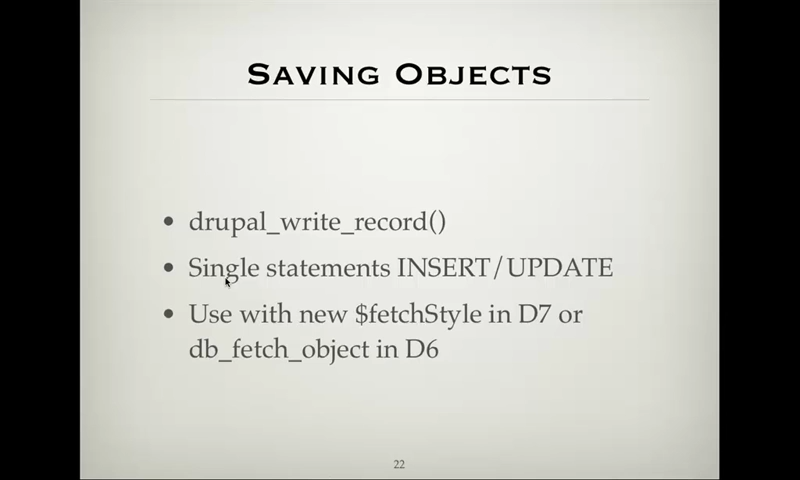 SAVING OBJECTS
• drupal_write_record()
• Single statements INSERT/UPDATE
• Use with new $fetchStyle in D7 or
db_fetch_object in D6
22